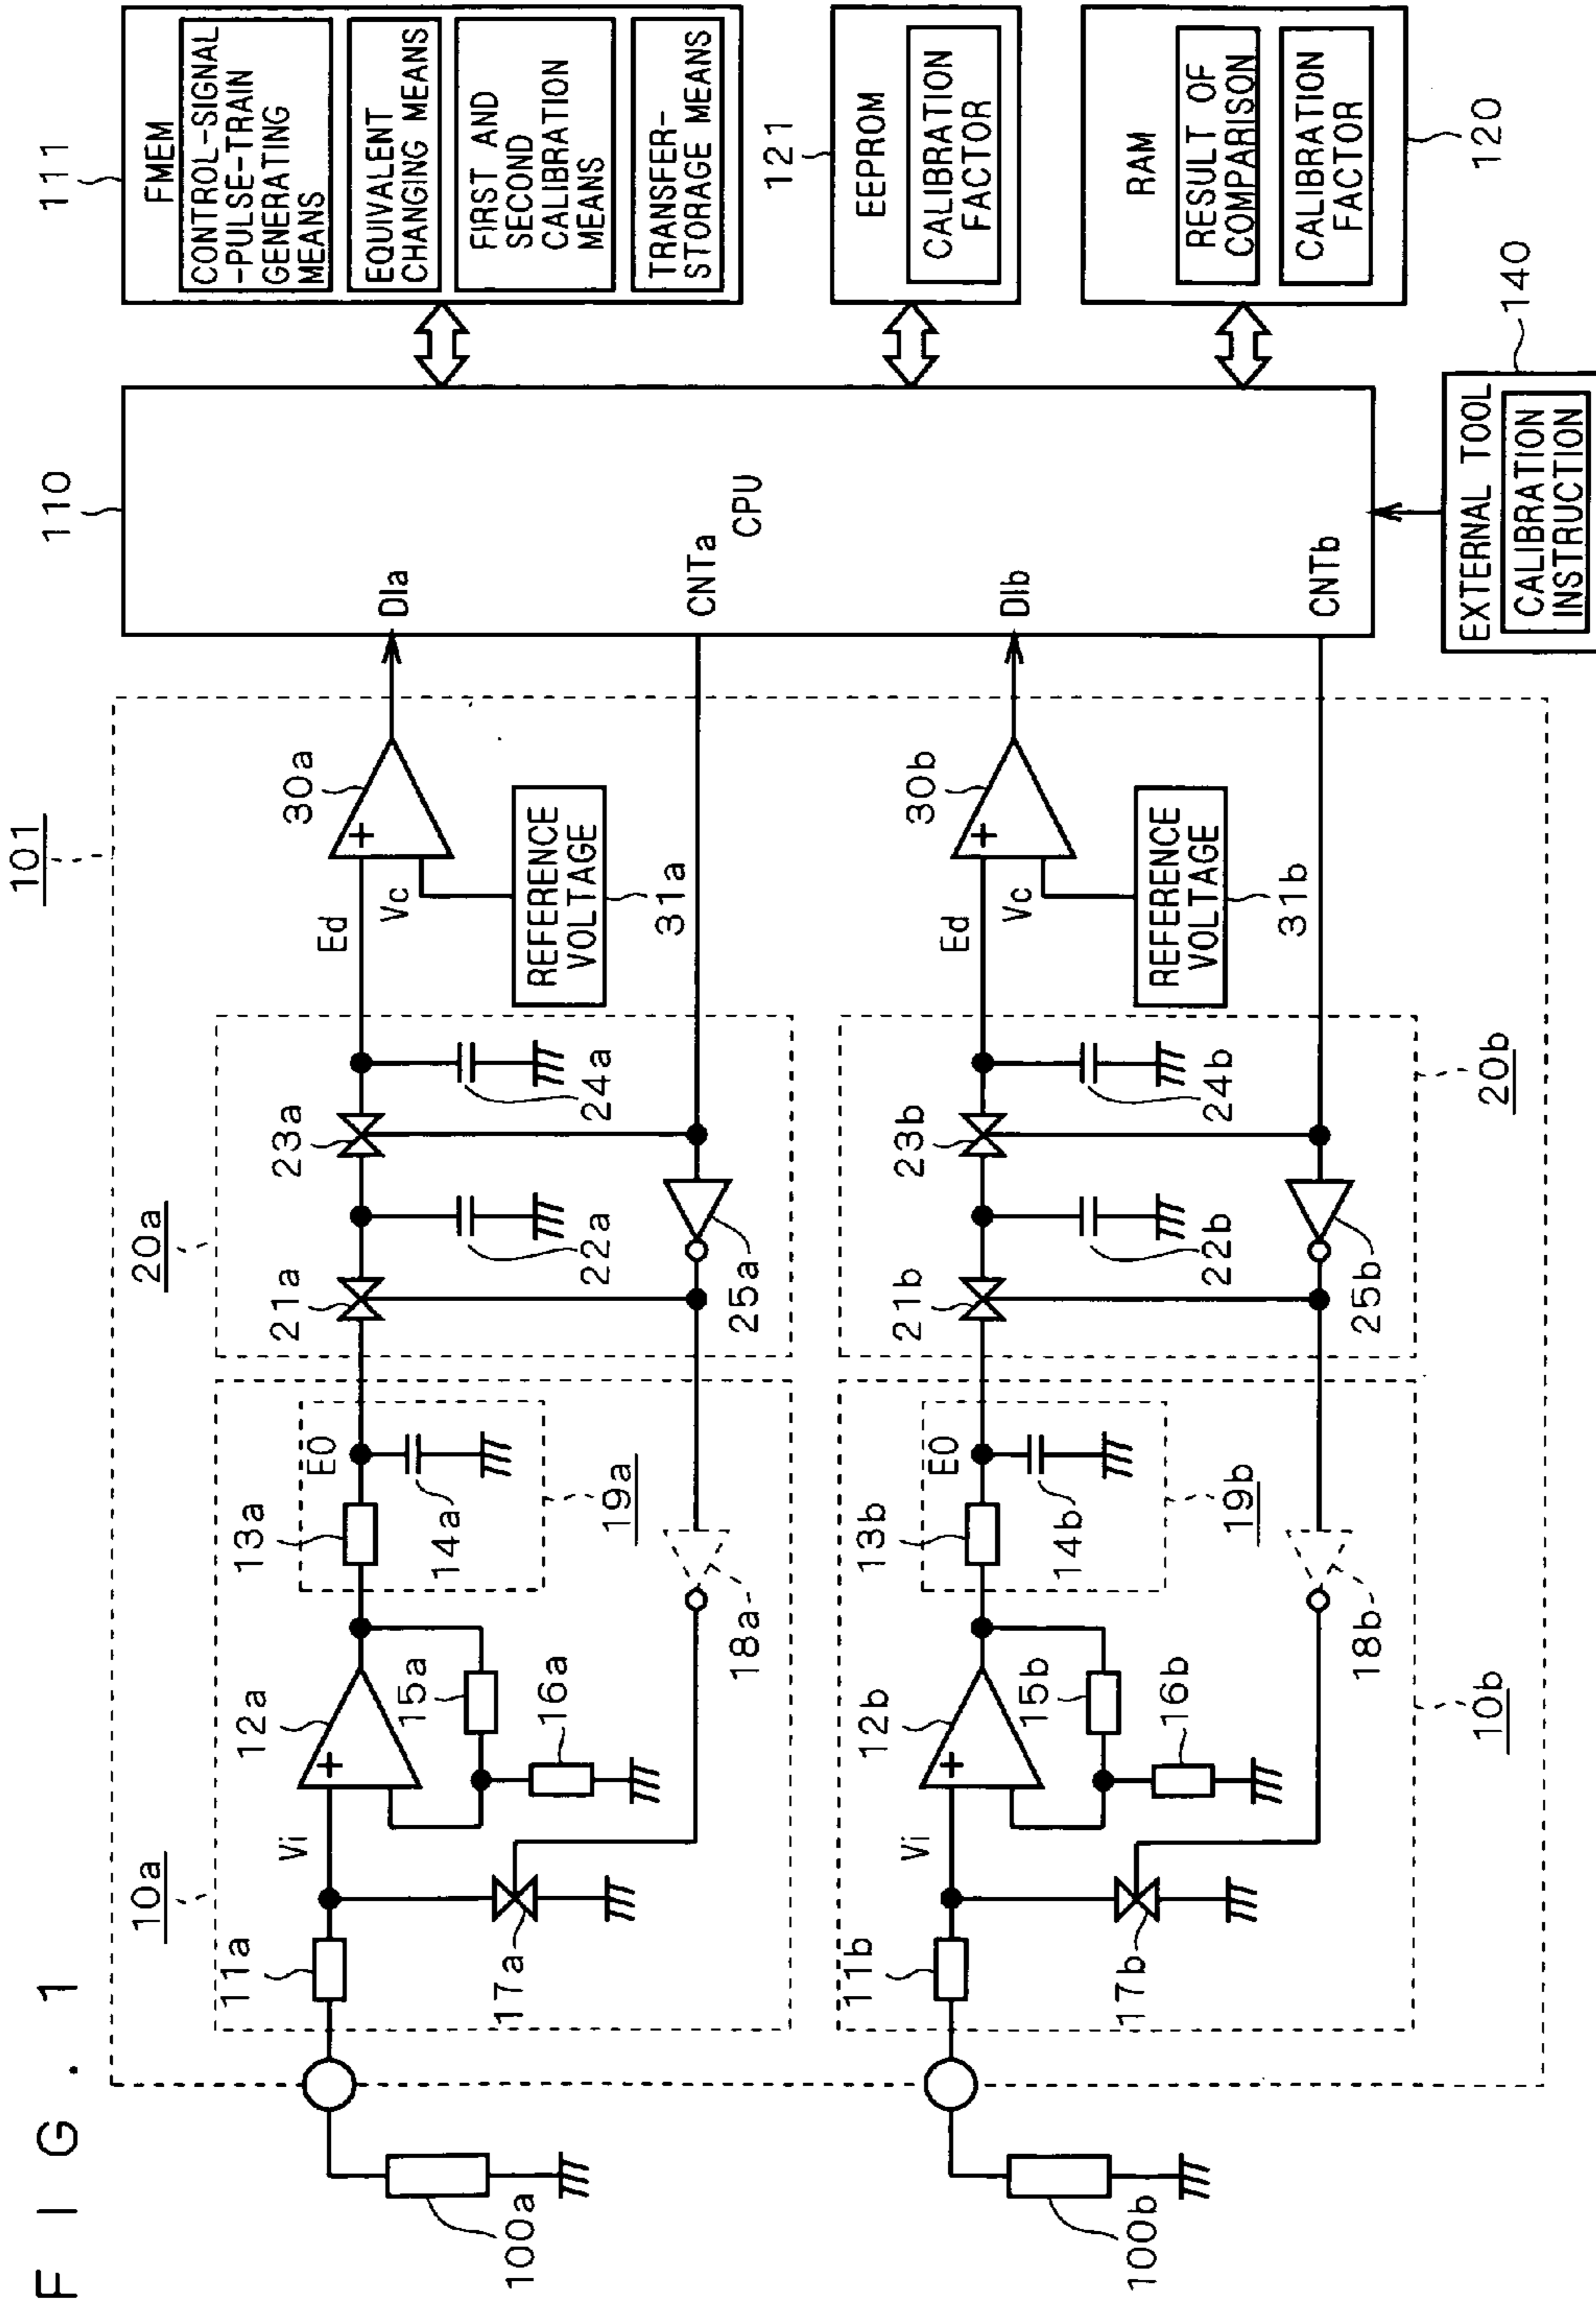 FIG. 1
101
110
111
FMEM
CONTROL-SIGNAL
-PULSE-TRAIN
GENERATING
MEANS
EQUIVALENT
CHANGING MEANS
FIRST AND
SECOND
CALIBRATION
MEANS
TRANSFER-
STORAGE MEANS
121
EEPROM
CALIBRATION
FACTOR
RAM
RESULT OF
COMPARISON
CALIBRATION
FACTOR
120
140
EXTERNAL TOOL
CALIBRATION
INSTRUCTION
DIa
CNTa
CPU
DIb
CNTb
10a
20a
11a
Vi
12a
13a
E0
21a
23a
Ed
30a
Vc
REFERENCE
VOLTAGE
31a
100a
17a
15a
16a
14a
19a
18a
22a
24a
25a
11b
Vi
12b
13b
E0
21b
23b
Ed
30b
Vc
REFERENCE
VOLTAGE
31b
100b
17b
15b
16b
14b
19b
18b
22b
24b
25b
10b
20b